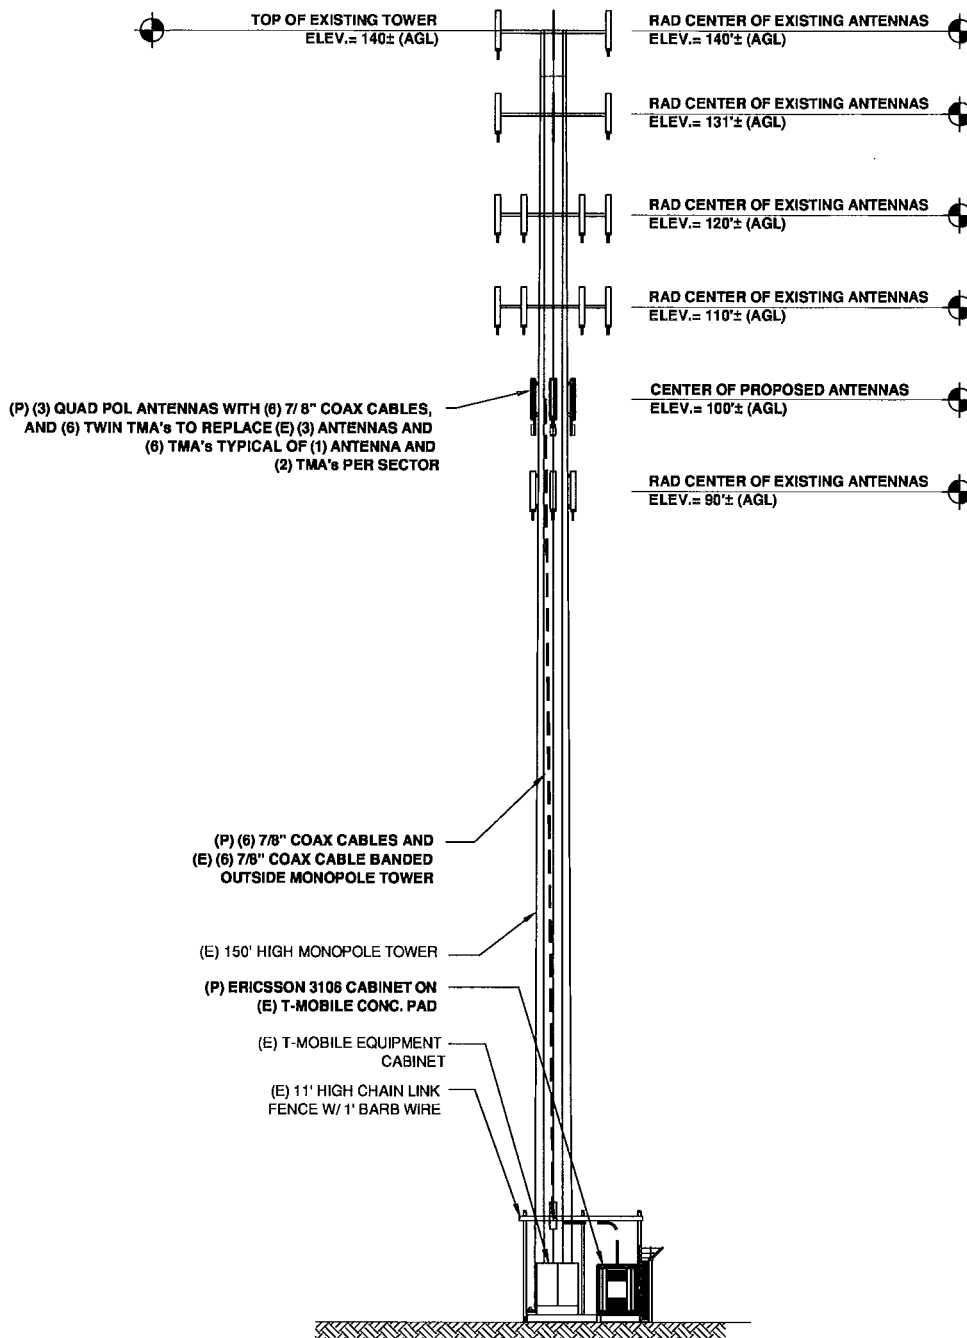 TOP OF EXISTING TOWER
ELEV.= 140± (AGL)
RAD CENTER OF EXISTING ANTENNAS
ELEV.= 140'± (AGL)
RAD CENTER OF EXISTING ANTENNAS
ELEV.= 131'± (AGL)
RAD CENTER OF EXISTING ANTENNAS
ELEV.= 120'± (AGL)
RAD CENTER OF EXISTING ANTENNAS
ELEV.= 110'± (AGL)
CENTER OF PROPOSED ANTENNAS
ELEV.= 100'± (AGL)
(P) (3) QUAD POL ANTENNAS WITH (6) 7/8" COAX CABLES,
AND (6) TWIN TMA's TO REPLACE (E) (3) ANTENNAS AND
(6) TMA's TYPICAL OF (1) ANTENNA AND
(2) TMA's PER SECTOR
RAD CENTER OF EXISTING ANTENNAS
ELEV.= 90'± (AGL)
(P) (6) 7/8" COAX CABLES AND
(E) (6) 7/8" COAX CABLE BANDED
OUTSIDE MONOPOLE TOWER
(E) 150' HIGH MONOPOLE TOWER
(P) ERICSSON 3106 CABINET ON
(E) T-MOBILE CONC. PAD
(E) T-MOBILE EQUIPMENT
CABINET
(E) 11' HIGH CHAIN LINK
FENCE W/ 1' BARB WIRE